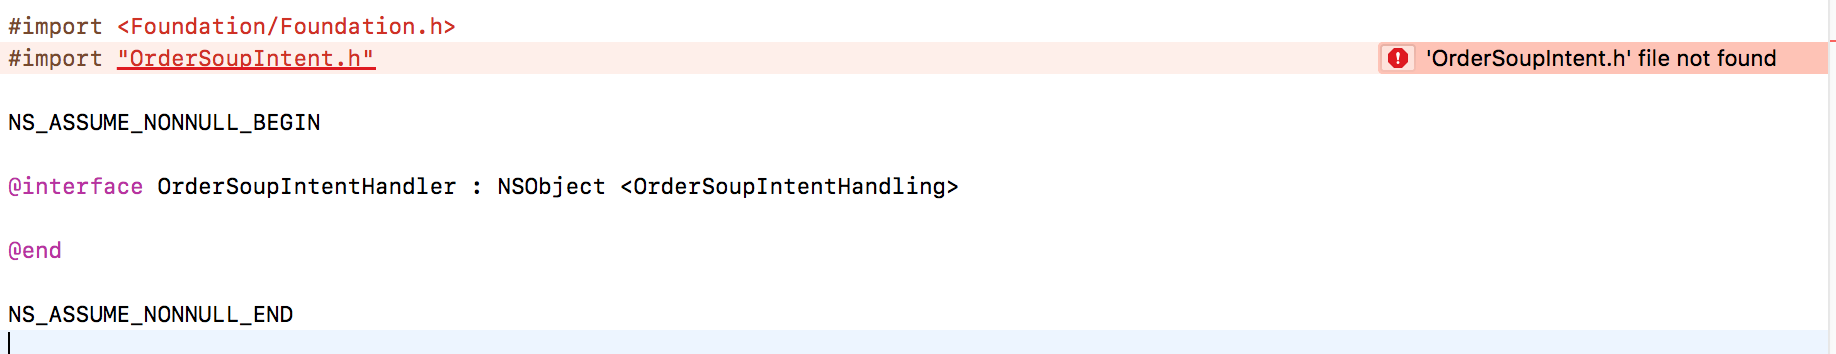 #import <Foundation/Foundation.h>
#import "OrderSoupIntent.h"
'OrderSoupIntent.h' file not found
NS_ASSUME_NONNULL_BEGIN
@interface OrderSoupIntentHandler : NSObject <OrderSoupIntentHandling>
@end
NS_ASSUME_NONNULL_END